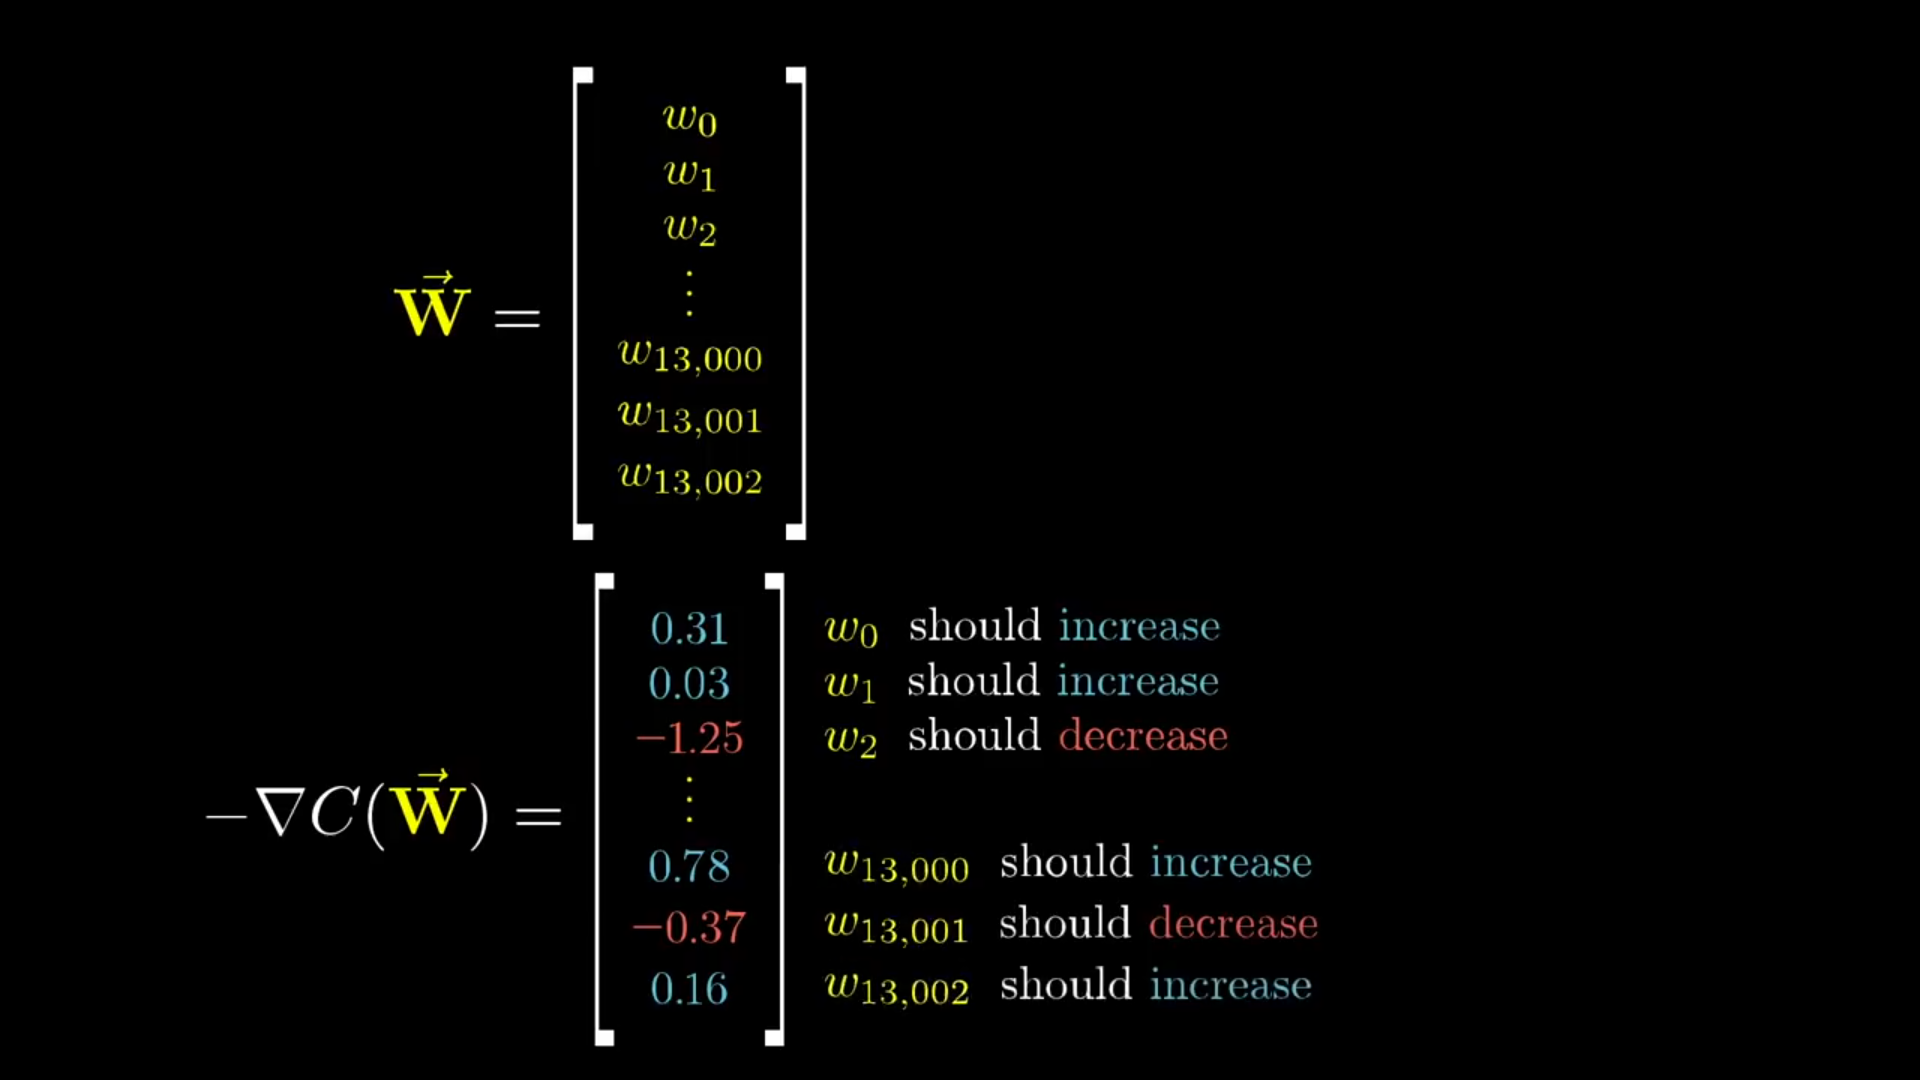 w₀
w₁
w₂
⋮
w₁₃,₀₀₀
w₁₃,₀₀₁
w₁₃,₀₀₂
W⃗ =
0.31 w₀ should increase
0.03 w₁ should increase
−1.25 w₂ should decrease
⋮
−∇C(W⃗) =
0.78 w₁₃,₀₀₀ should increase
−0.37 w₁₃,₀₀₁ should decrease
0.16 w₁₃,₀₀₂ should increase